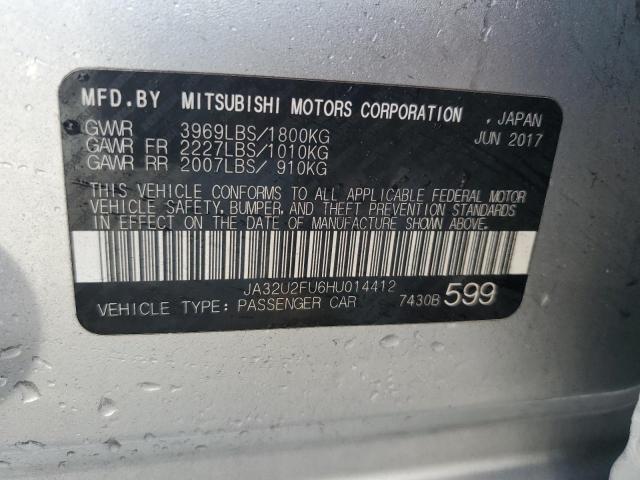 MFD.BY MITSUBISHI MOTORS CORPORATION , JAPAN
GVWR 3969LBS/1800KG JUN 2017
GAWR FR 2227LBS/1010KG
GAWR RR 2007LBS/ 910KG
THIS VEHICLE CONFORMS TO ALL APPLICABLE FEDERAL MOTOR
VEHICLE SAFETY, BUMPER, AND THEFT PREVENTION STANDARDS
IN EFFECT ON THE DATE OF MANUFACTURE SHOWN ABOVE.
JA32U2FU6HU014412
VEHICLE TYPE: PASSENGER CAR 7430B 599